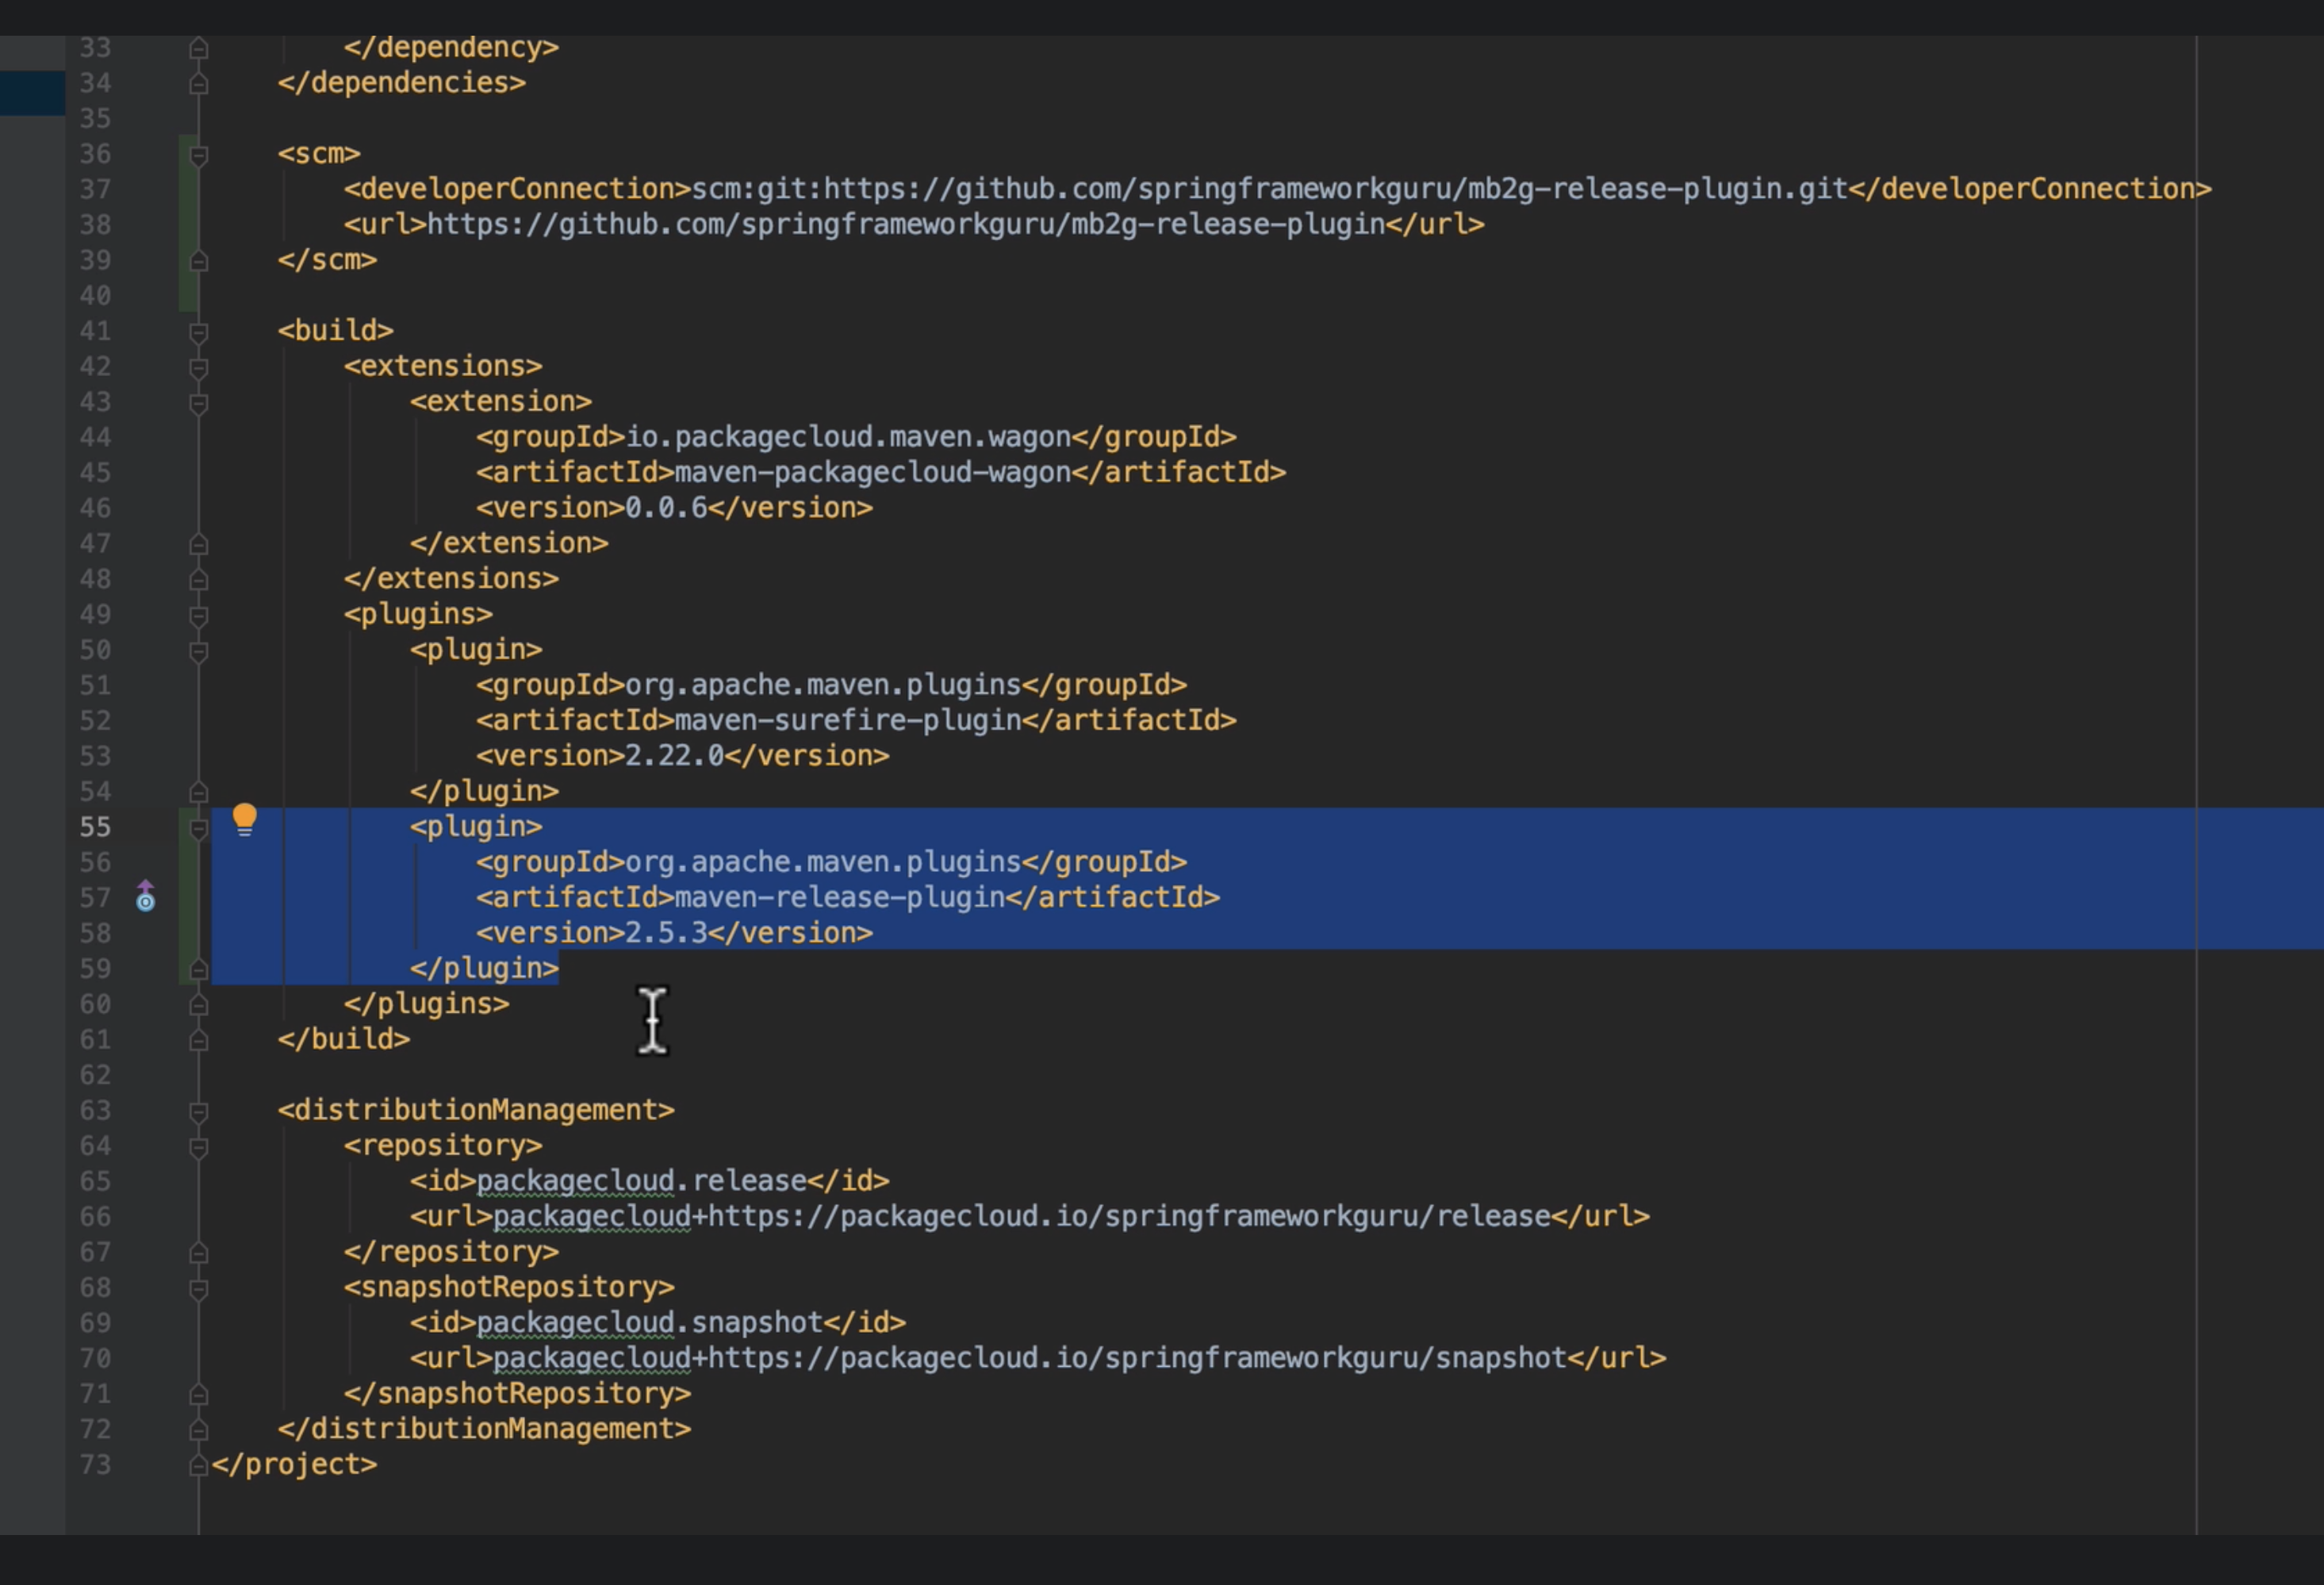 33 </dependency>
34 </dependencies>
35
36 <scm>
37 <developerConnection>scm:git:https://github.com/springframeworkguru/mb2g-release-plugin.git</developerConnection>
38 <url>https://github.com/springframeworkguru/mb2g-release-plugin</url>
39 </scm>
40
41 <build>
42 <extensions>
43 <extension>
44 <groupId>io.packagecloud.maven.wagon</groupId>
45 <artifactId>maven-packagecloud-wagon</artifactId>
46 <version>0.0.6</version>
47 </extension>
48 </extensions>
49 <plugins>
50 <plugin>
51 <groupId>org.apache.maven.plugins</groupId>
52 <artifactId>maven-surefire-plugin</artifactId>
53 <version>2.22.0</version>
54 </plugin>
55 <plugin>
56 <groupId>org.apache.maven.plugins</groupId>
57 <artifactId>maven-release-plugin</artifactId>
58 <version>2.5.3</version>
59 </plugin>
60 </plugins>
61 </build>
62
63 <distributionManagement>
64 <repository>
65 <id>packagecloud.release</id>
66 <url>packagecloud+https://packagecloud.io/springframeworkguru/release</url>
67 </repository>
68 <snapshotRepository>
69 <id>packagecloud.snapshot</id>
70 <url>packagecloud+https://packagecloud.io/springframeworkguru/snapshot</url>
71 </snapshotRepository>
72 </distributionManagement>
73 </project>